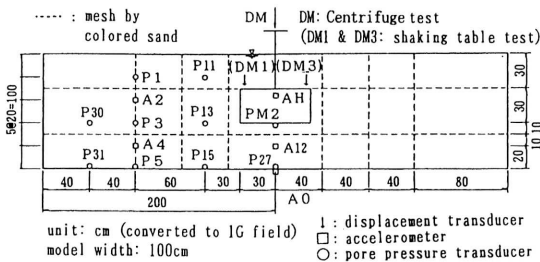 ----- : mesh by
colored sand
DM
DM: Centrifuge test
(DM1 & DM3: shaking table test)
P11
(DM1)
(DM3)
P1
A2
AH
P30
P3
P13
PM2
A4
A12
P31
P5
P15
P27
5@20=100
30
30
10
10
20
40
40
60
30
30
40
40
40
80
200
A0
unit: cm (converted to 1G field)
model width: 100cm
↓ : displacement transducer
□ : accelerometer
○ : pore pressure transducer